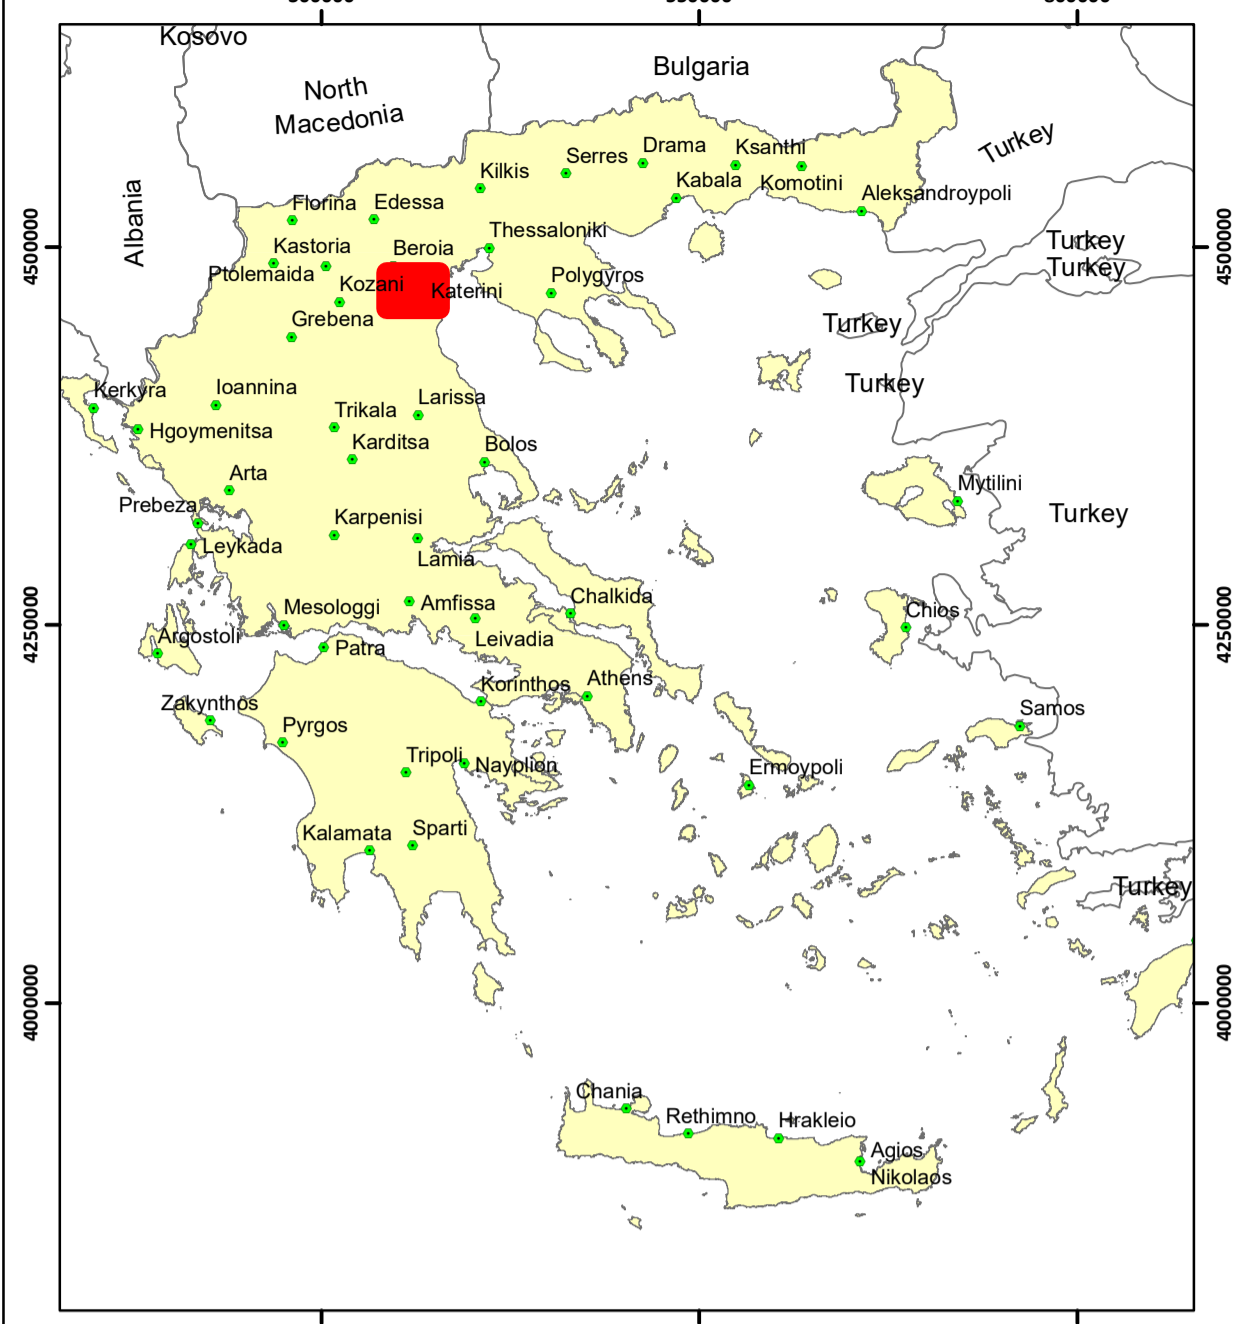 Kosovo
North
Macedonia
Bulgaria
Turkey
Albania
Drama
Ksanthi
Serres
Kilkis
Kabala
Komotini
Aleksandroypoli
Florina
Edessa
Thessaloniki
Kastoria
Beroia
Ptolemaida
Kozani
Katerini
Polygyros
Grebena
Turkey
Turkey
Turkey
Turkey
Kerkyra
Ioannina
Trikala
Larissa
Hgoymenitsa
Karditsa
Bolos
Arta
Mytilini
Prebeza
Karpenisi
Turkey
Leykada
Lamia
Chalkida
Mesologgi
Amfissa
Chios
Argostoli
Patra
Leivadia
Korinthos
Athens
Zakynthos
Samos
Pyrgos
Tripoli
Nayplion
Ermoypoli
Kalamata
Sparti
Turkey
Chania
Rethimno
Hrakleio
Agios
Nikolaos
4500000
4500000
4250000
4250000
4000000
4000000